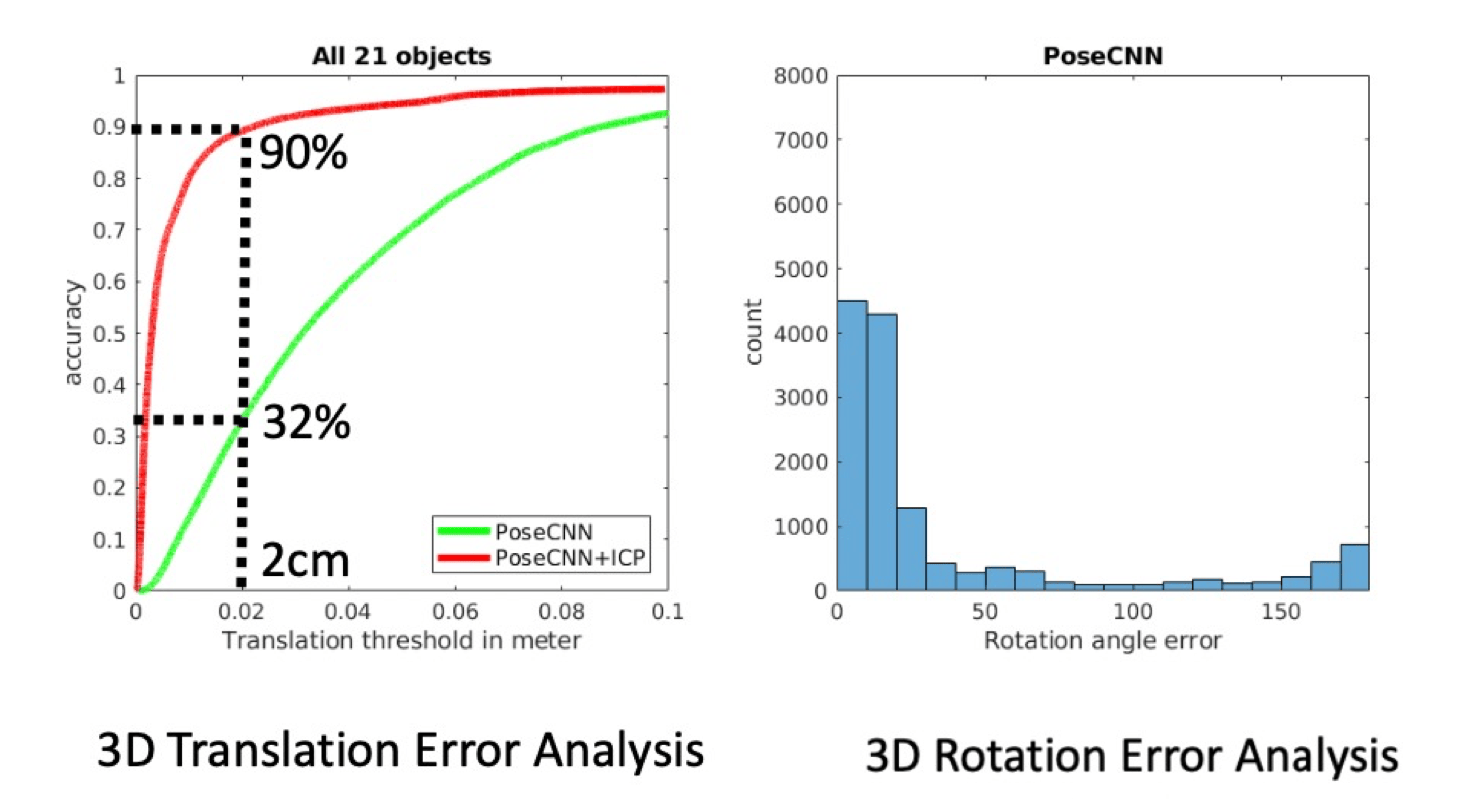 All 21 objects
1
0.9
0.8
0.7
0.6
0.5
0.4
0.3
0.2
0.1
0
accuracy
90%
32%
2cm
PoseCNN
PoseCNN+ICP
0 0.02 0.04 0.06 0.08 0.1
Translation threshold in meter
3D Translation Error Analysis
PoseCNN
8000
7000
6000
5000
4000
3000
2000
1000
0
count
0 50 100 150
Rotation angle error
3D Rotation Error Analysis